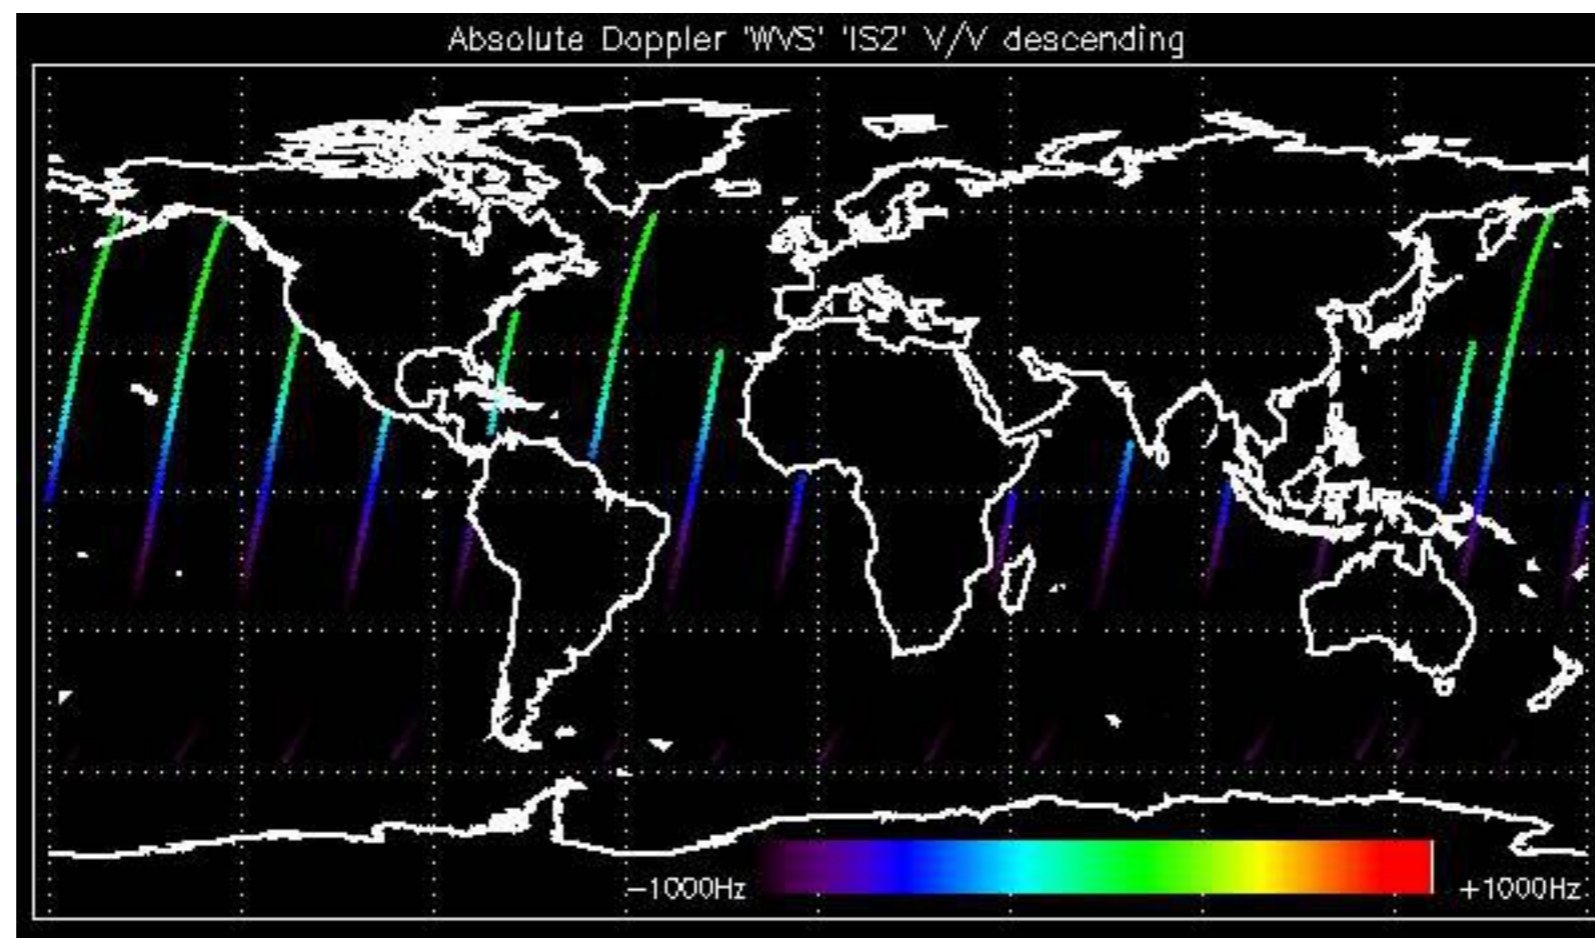 Absolute Doppler 'WVS' 'IS2' V/V descending
−1000Hz
+1000Hz